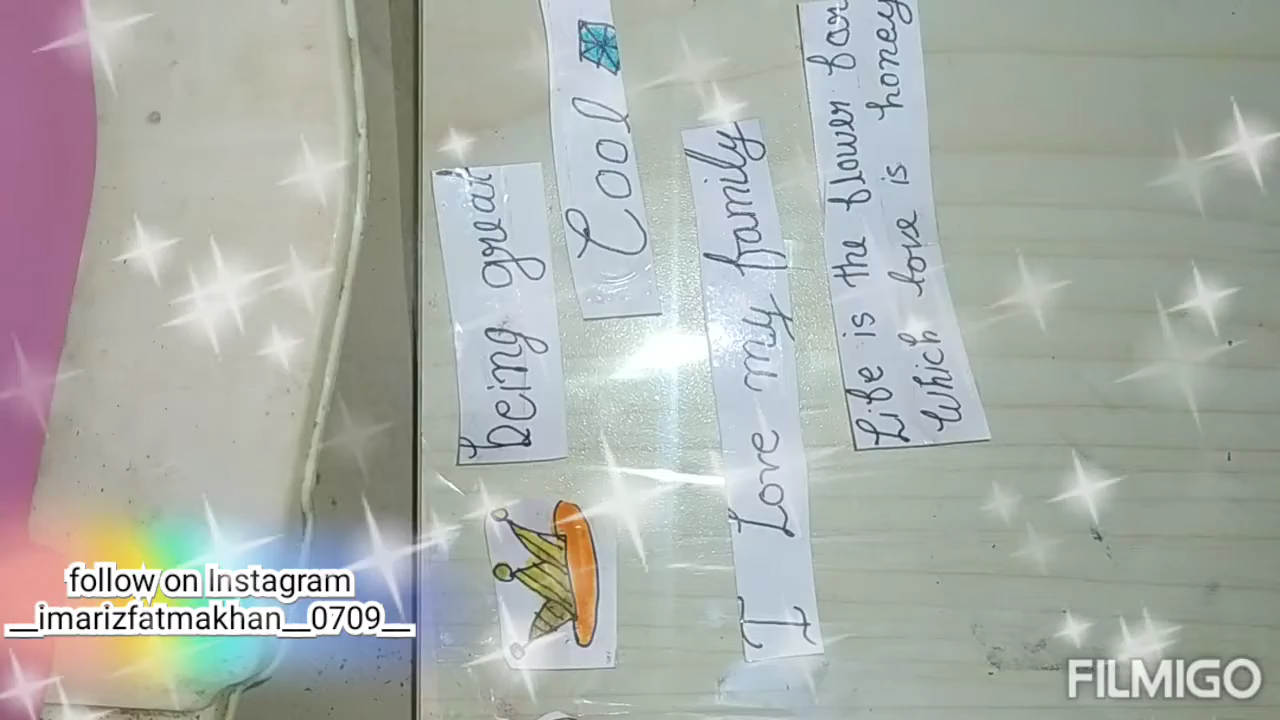 being great
Cool
I Love my family
Life is the flower for
Which love is honey
follow on Instagram
__imarizfatmakhan__0709__
FILMIGO